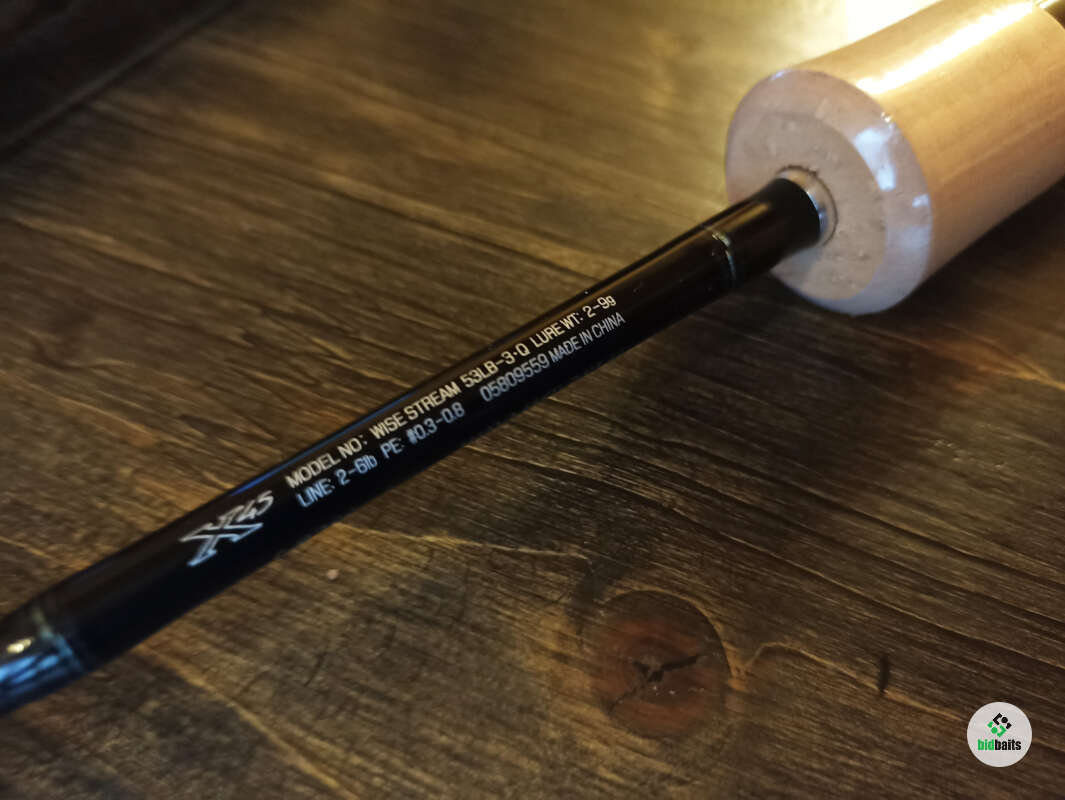 X45
MODEL NO: WISE STREAM 53LB-3·Q LURE WT: 2-9g
LINE: 2-6lb PE: #0.3-0.8 05809559 MADE IN CHINA
bidbaits